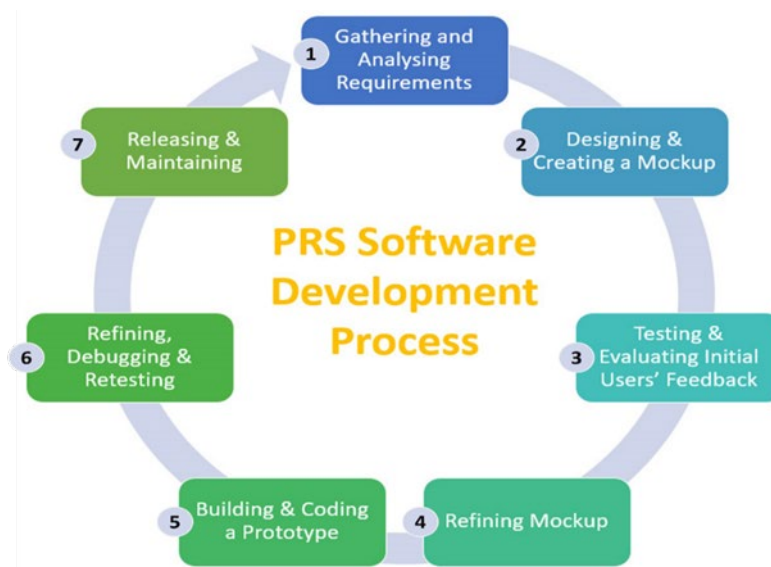 1
Gathering and
Analysing
Requirements
2
Designing &
Creating a Mockup
3
Testing &
Evaluating Initial
Users' Feedback
4
Refining Mockup
5
Building & Coding
a Prototype
6
Refining,
Debugging &
Retesting
7
Releasing &
Maintaining
PRS Software
Development
Process